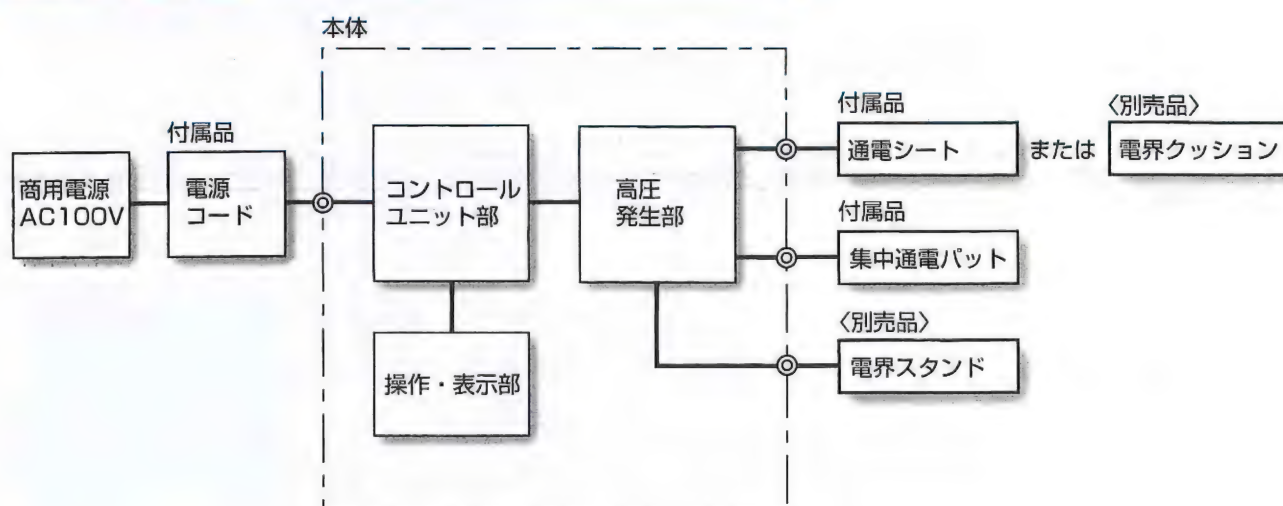 本体
付属品
商用電源
AC100V
電源
コード
コントロール
ユニット部
操作・表示部
高圧
発生部
付属品
通電シート
または
〈別売品〉
電界クッション
付属品
集中通電パット
〈別売品〉
電界スタンド